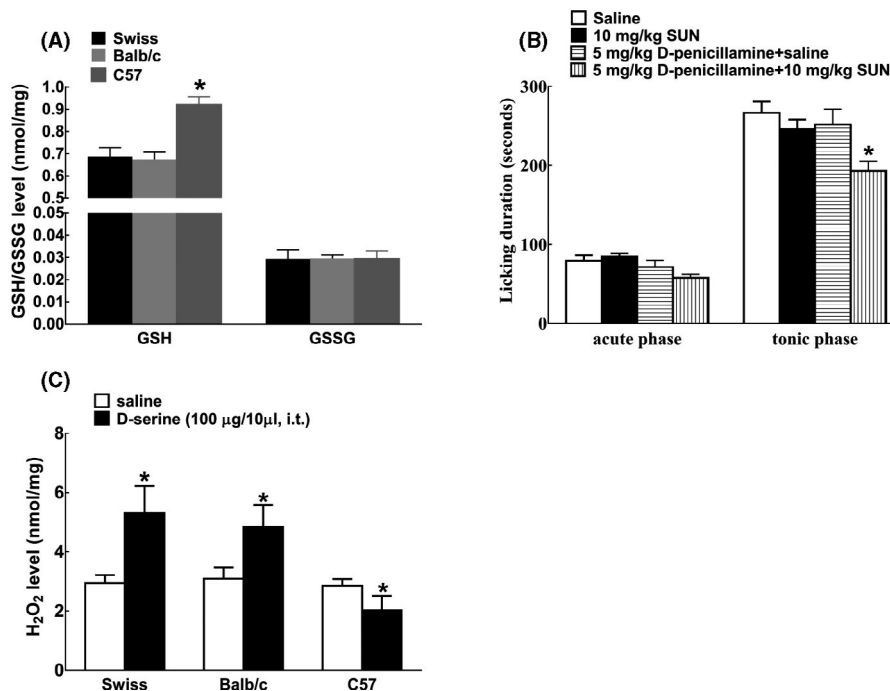 (A)
Swiss
Balb/c
C57
GSH/GSSG level (nmol/mg)
1.0
0.9
0.8
0.7
0.6
0.5
0.05
0.04
0.03
0.02
0.01
0.00
*
GSH
GSSG
(B)
Saline
10 mg/kg SUN
5 mg/kg D-penicillamine+saline
5 mg/kg D-penicillamine+10 mg/kg SUN
Licking duration (seconds)
300
200
100
0
*
acute phase
tonic phase
(C)
saline
D-serine (100 μg/10μl, i.t.)
H₂O₂ level (nmol/mg)
8
6
4
2
0
*
*
*
Swiss
Balb/c
C57